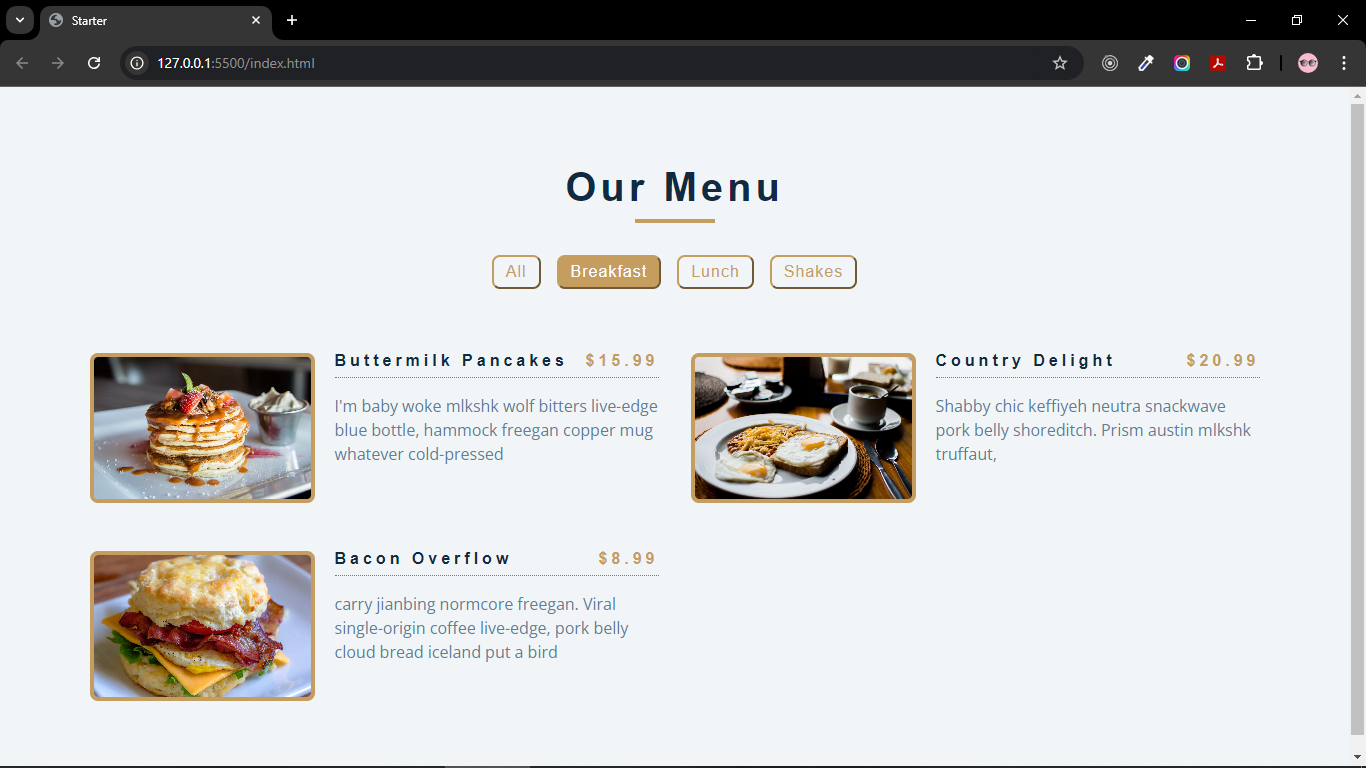 Starter
127.0.0.1:5500/index.html
Our Menu
All Breakfast Lunch Shakes
Buttermilk Pancakes $15.99
I'm baby woke mlkshk wolf bitters live-edge
blue bottle, hammock freegan copper mug
whatever cold-pressed
Country Delight $20.99
Shabby chic keffiyeh neutra snackwave
pork belly shoreditch. Prism austin mlkshk
truffaut,
Bacon Overflow $8.99
carry jianbing normcore freegan. Viral
single-origin coffee live-edge, pork belly
cloud bread iceland put a bird